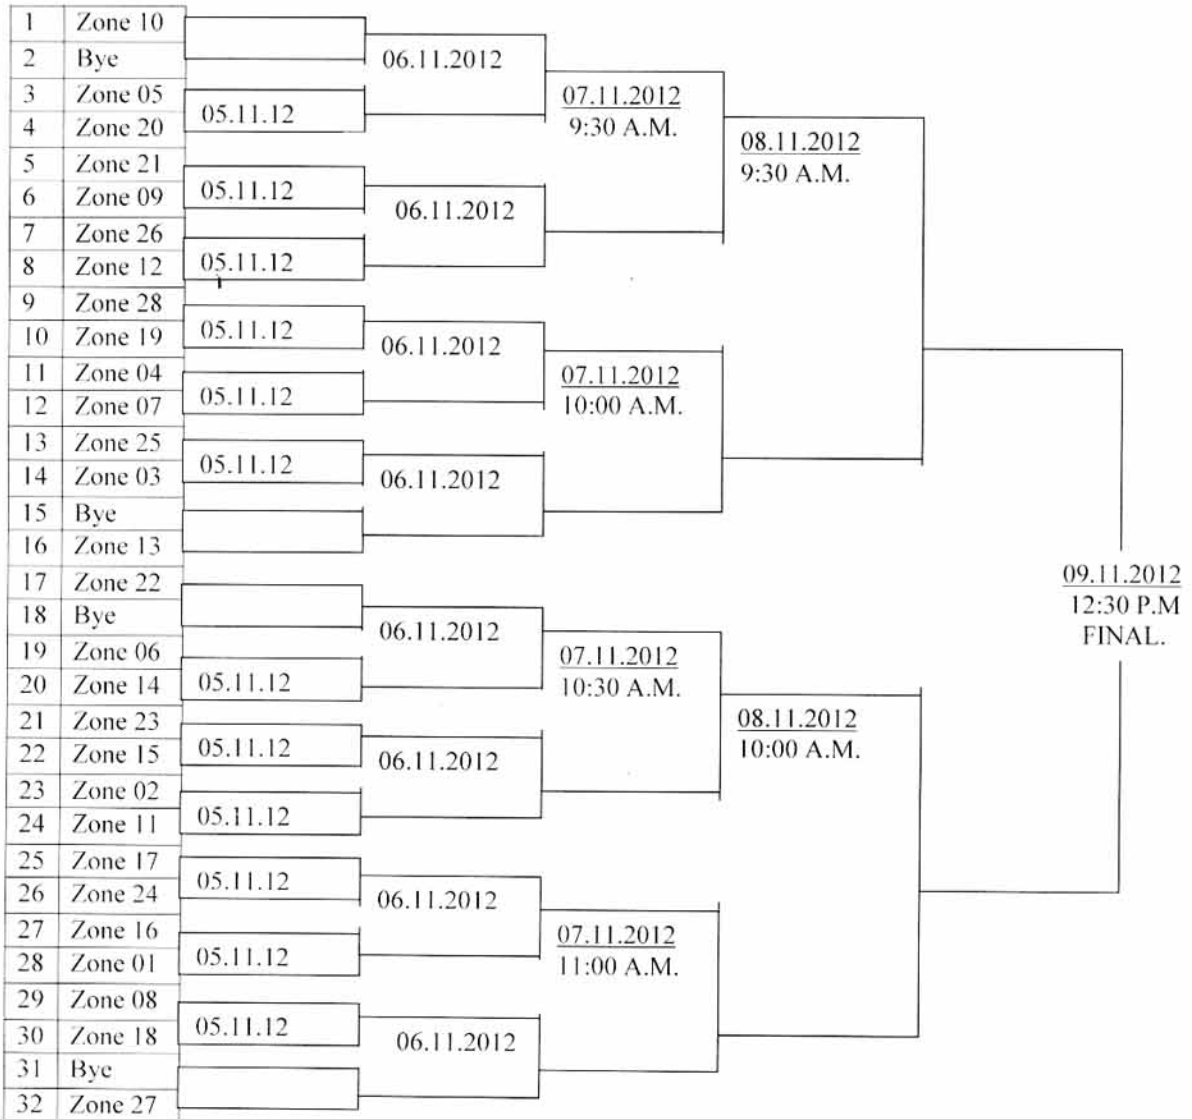 1 Zone 10
2 Bye
06.11.2012
3 Zone 05
07.11.2012
4 Zone 20
05.11.12
9:30 A.M.
08.11.2012
5 Zone 21
9:30 A.M.
6 Zone 09
05.11.12
06.11.2012
7 Zone 26
8 Zone 12
05.11.12
9 Zone 28
10 Zone 19
05.11.12
06.11.2012
11 Zone 04
07.11.2012
12 Zone 07
05.11.12
10:00 A.M.
13 Zone 25
14 Zone 03
05.11.12
06.11.2012
15 Bye
16 Zone 13
17 Zone 22
09.11.2012
12:30 P.M
FINAL.
18 Bye
06.11.2012
19 Zone 06
07.11.2012
20 Zone 14
05.11.12
10:30 A.M.
21 Zone 23
08.11.2012
22 Zone 15
05.11.12
06.11.2012
10:00 A.M.
23 Zone 02
24 Zone 11
05.11.12
25 Zone 17
26 Zone 24
05.11.12
06.11.2012
27 Zone 16
07.11.2012
28 Zone 01
05.11.12
11:00 A.M.
29 Zone 08
30 Zone 18
05.11.12
06.11.2012
31 Bye
32 Zone 27